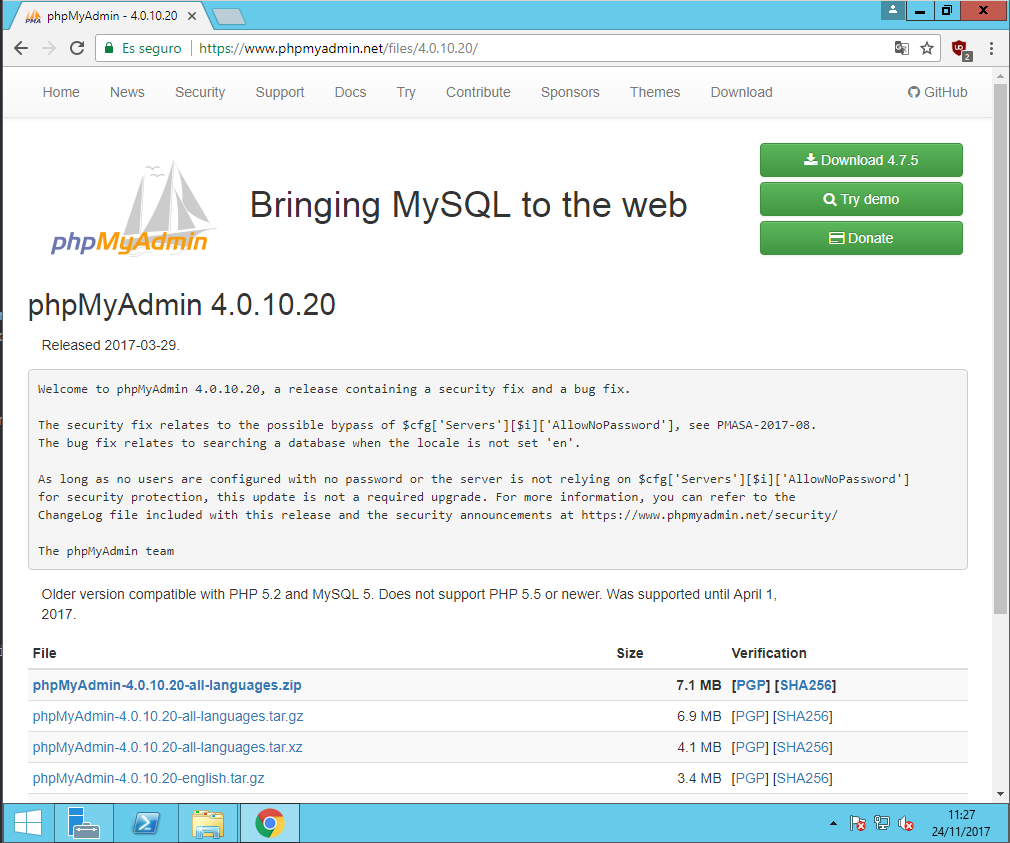 phpMyAdmin - 4.0.10.20
Es seguro https://www.phpmyadmin.net/files/4.0.10.20/
2
Home News Security Support Docs Try Contribute Sponsors Themes Download GitHub
Download 4.7.5
Try demo
Donate
phpMyAdmin
Bringing MySQL to the web
phpMyAdmin 4.0.10.20
Released 2017-03-29.
Welcome to phpMyAdmin 4.0.10.20, a release containing a security fix and a bug fix.
The security fix relates to the possible bypass of $cfg['Servers'][$i]['AllowNoPassword'], see PMASA-2017-08.
The bug fix relates to searching a database when the locale is not set 'en'.
As long as no users are configured with no password or the server is not relying on $cfg['Servers'][$i]['AllowNoPassword']
for security protection, this update is not a required upgrade. For more information, you can refer to the
ChangeLog file included with this release and the security announcements at https://www.phpmyadmin.net/security/
The phpMyAdmin team
Older version compatible with PHP 5.2 and MySQL 5. Does not support PHP 5.5 or newer. Was supported until April 1,
2017.
File Size Verification
phpMyAdmin-4.0.10.20-all-languages.zip 7.1 MB [PGP] [SHA256]
phpMyAdmin-4.0.10.20-all-languages.tar.gz 6.9 MB [PGP] [SHA256]
phpMyAdmin-4.0.10.20-all-languages.tar.xz 4.1 MB [PGP] [SHA256]
phpMyAdmin-4.0.10.20-english.tar.gz 3.4 MB [PGP] [SHA256]
11:27
24/11/2017